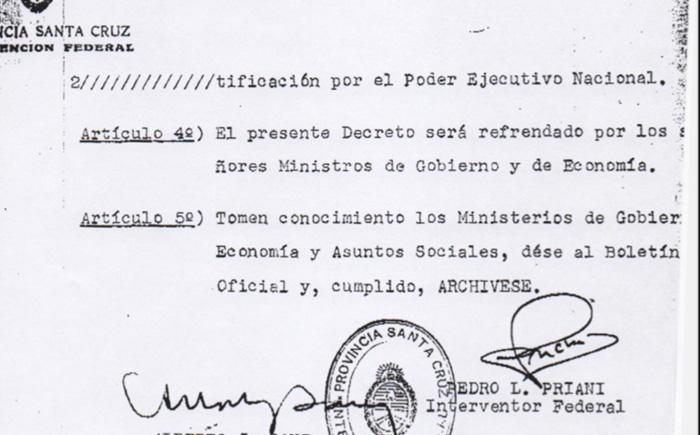 CIA SANTA CRUZ
ENCION FEDERAL
2/////////////tificación por el Poder Ejecutivo Nacional.
Artículo 4º) El presente Decreto será refrendado por los s
ñores Ministros de Gobierno y de Economía.
Artículo 5º) Tomen conocimiento los Ministerios de Gobier
Economía y Asuntos Sociales, dése al Boletín
Oficial y, cumplido, ARCHIVESE.
PROVINCIA SANTA CRUZ
PEDRO L. PRIANI
Interventor Federal